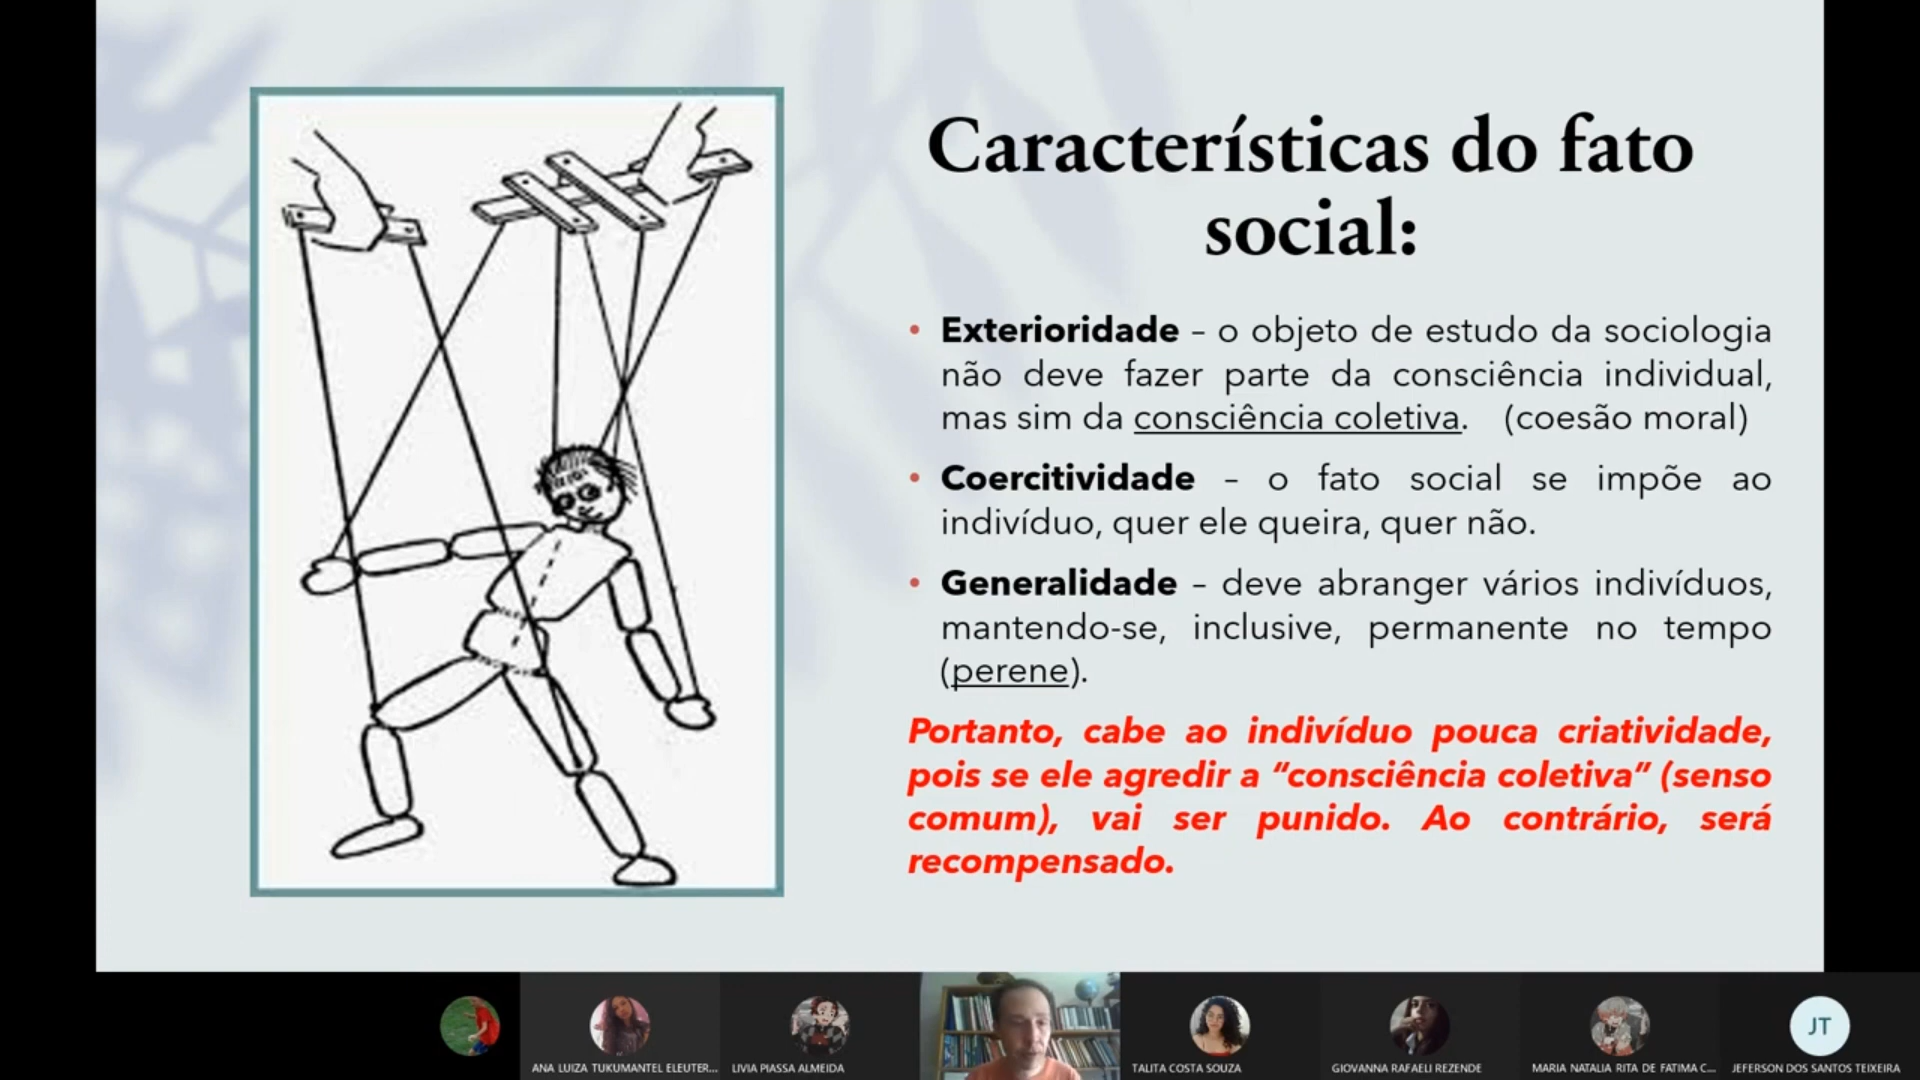 Características do fato
social:
• Exterioridade – o objeto de estudo da sociologia
não deve fazer parte da consciência individual,
mas sim da consciência coletiva. (coesão moral)
• Coercitividade – o fato social se impõe ao
indivíduo, quer ele queira, quer não.
• Generalidade – deve abranger vários indivíduos,
mantendo-se, inclusive, permanente no tempo
(perene).
Portanto, cabe ao indivíduo pouca criatividade,
pois se ele agredir a “consciência coletiva” (senso
comum), vai ser punido. Ao contrário, será
recompensado.
JT
ANA LUIZA TUKUMANTEL ELEUTER...
LIVIA PIASSA ALMEIDA
TALITA COSTA SOUZA
GIOVANNA RAFAELI REZENDE
MARIA NATALIA RITA DE FATIMA C...
JEFERSON DOS SANTOS TEIXEIRA